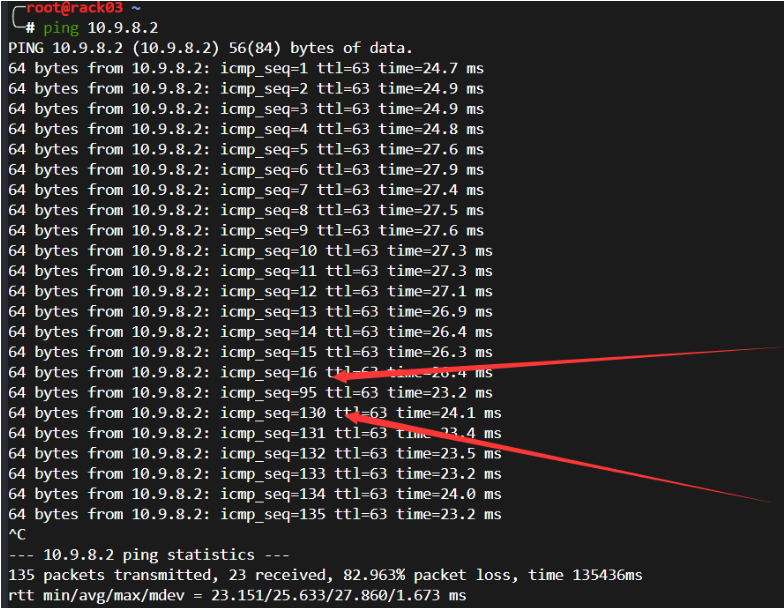 root@rack03 ~
# ping 10.9.8.2
PING 10.9.8.2 (10.9.8.2) 56(84) bytes of data.
64 bytes from 10.9.8.2: icmp_seq=1 ttl=63 time=24.7 ms
64 bytes from 10.9.8.2: icmp_seq=2 ttl=63 time=24.9 ms
64 bytes from 10.9.8.2: icmp_seq=3 ttl=63 time=24.9 ms
64 bytes from 10.9.8.2: icmp_seq=4 ttl=63 time=24.8 ms
64 bytes from 10.9.8.2: icmp_seq=5 ttl=63 time=27.6 ms
64 bytes from 10.9.8.2: icmp_seq=6 ttl=63 time=27.9 ms
64 bytes from 10.9.8.2: icmp_seq=7 ttl=63 time=27.4 ms
64 bytes from 10.9.8.2: icmp_seq=8 ttl=63 time=27.5 ms
64 bytes from 10.9.8.2: icmp_seq=9 ttl=63 time=27.6 ms
64 bytes from 10.9.8.2: icmp_seq=10 ttl=63 time=27.3 ms
64 bytes from 10.9.8.2: icmp_seq=11 ttl=63 time=27.3 ms
64 bytes from 10.9.8.2: icmp_seq=12 ttl=63 time=27.1 ms
64 bytes from 10.9.8.2: icmp_seq=13 ttl=63 time=26.9 ms
64 bytes from 10.9.8.2: icmp_seq=14 ttl=63 time=26.4 ms
64 bytes from 10.9.8.2: icmp_seq=15 ttl=63 time=26.3 ms
64 bytes from 10.9.8.2: icmp_seq=16 ttl=63 time=26.4 ms
64 bytes from 10.9.8.2: icmp_seq=95 ttl=63 time=23.2 ms
64 bytes from 10.9.8.2: icmp_seq=130 ttl=63 time=24.1 ms
64 bytes from 10.9.8.2: icmp_seq=131 ttl=63 time=23.4 ms
64 bytes from 10.9.8.2: icmp_seq=132 ttl=63 time=23.5 ms
64 bytes from 10.9.8.2: icmp_seq=133 ttl=63 time=23.2 ms
64 bytes from 10.9.8.2: icmp_seq=134 ttl=63 time=24.0 ms
64 bytes from 10.9.8.2: icmp_seq=135 ttl=63 time=23.2 ms
^C
--- 10.9.8.2 ping statistics ---
135 packets transmitted, 23 received, 82.963% packet loss, time 135436ms
rtt min/avg/max/mdev = 23.151/25.633/27.860/1.673 ms